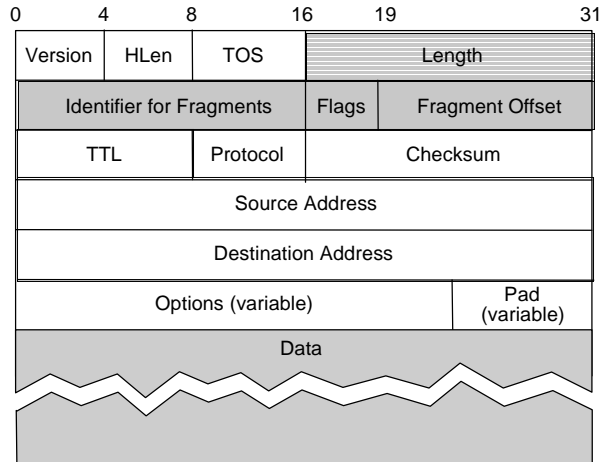 0 4 8 16 19 31
Version HLen TOS Length
Identifier for Fragments Flags Fragment Offset
TTL Protocol Checksum
Source Address
Destination Address
Options (variable) Pad
(variable)
Data